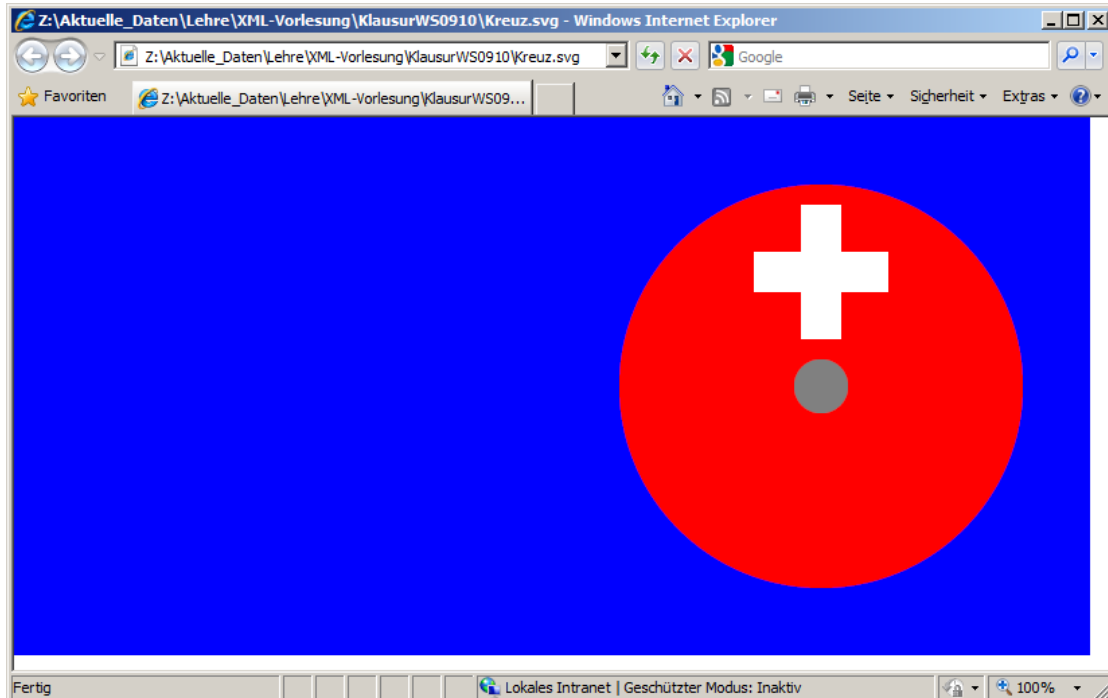 Z:\Aktuelle_Daten\Lehre\XML-Vorlesung\KlausurWS0910\Kreuz.svg - Windows Internet Explorer
Z:\Aktuelle_Daten\Lehre\XML-Vorlesung\KlausurWS0910\Kreuz.svg Google
Favoriten Z:\Aktuelle_Daten\Lehre\XML-Vorlesung\KlausurWS09... Seite Sicherheit Extras
Fertig Lokales Intranet | Geschützter Modus: Inaktiv 100%